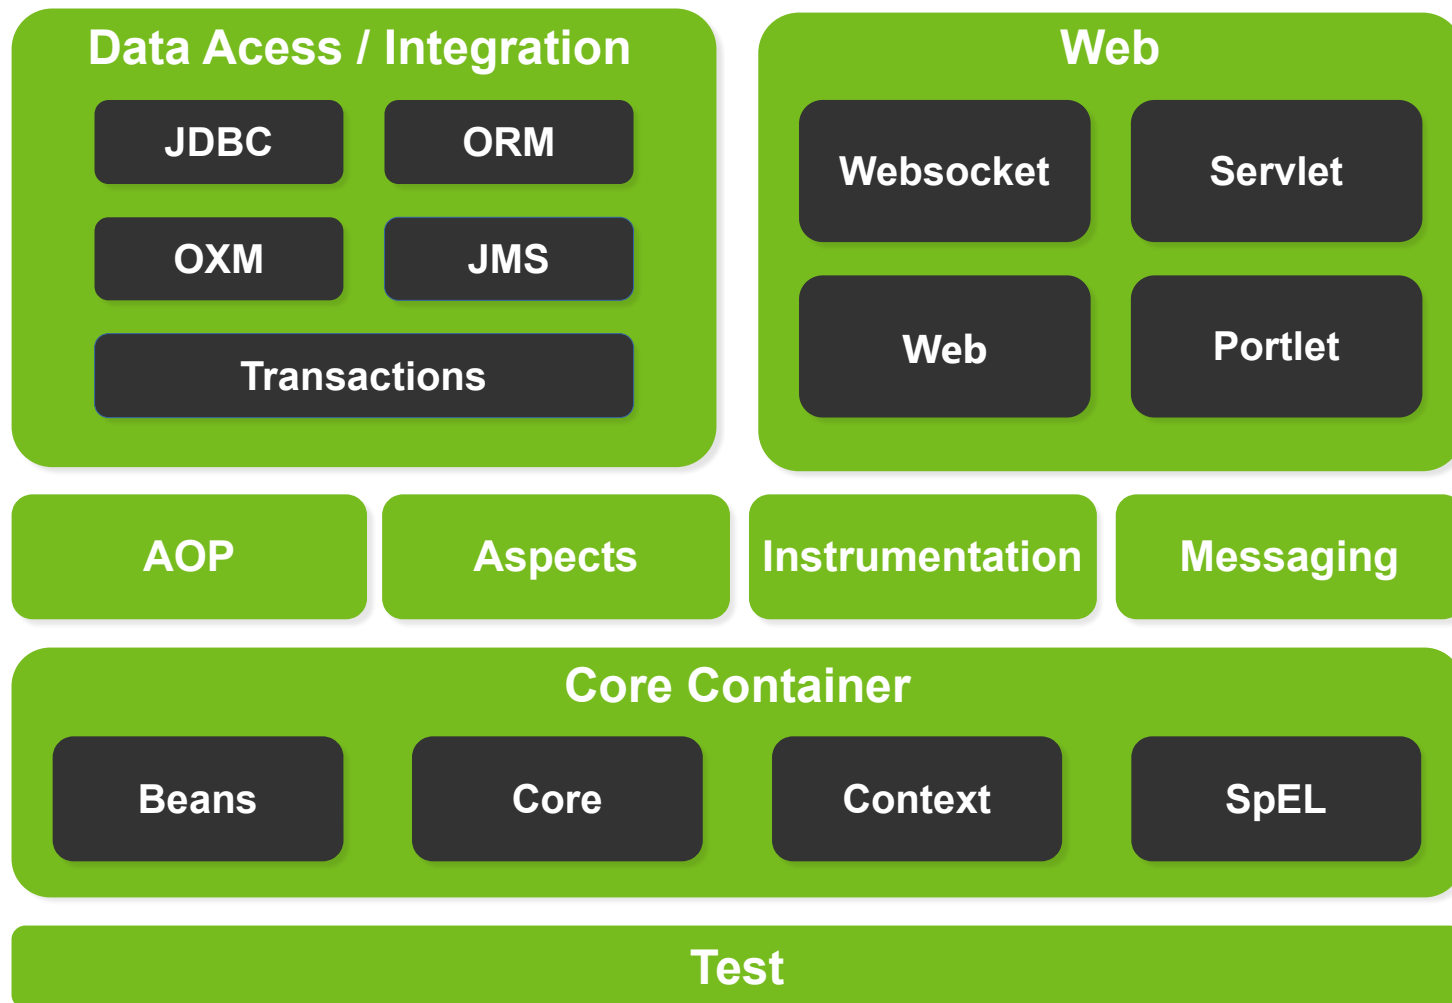 Data Acess / Integration
JDBC
ORM
OXM
JMS
Transactions
Web
Websocket
Servlet
Web
Portlet
AOP
Aspects
Instrumentation
Messaging
Core Container
Beans
Core
Context
SpEL
Test